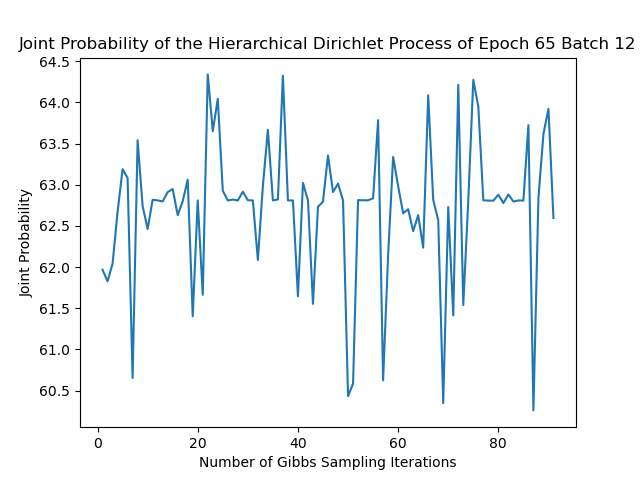 Joint Probability of the Hierarchical Dirichlet Process of Epoch 65 Batch 12
64.5
64.0
63.5
63.0
62.5
62.0
61.5
61.0
60.5
Joint Probability
0 20 40 60 80
Number of Gibbs Sampling Iterations